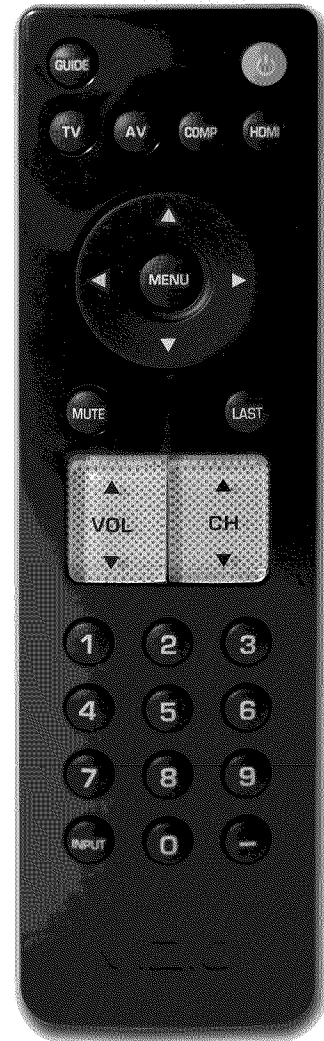 GUIDE
TV AV COMP HDMI
MENU
MUTE LAST
VOL CH
1 2 3
4 5 6
7 8 9
INPUT 0 –